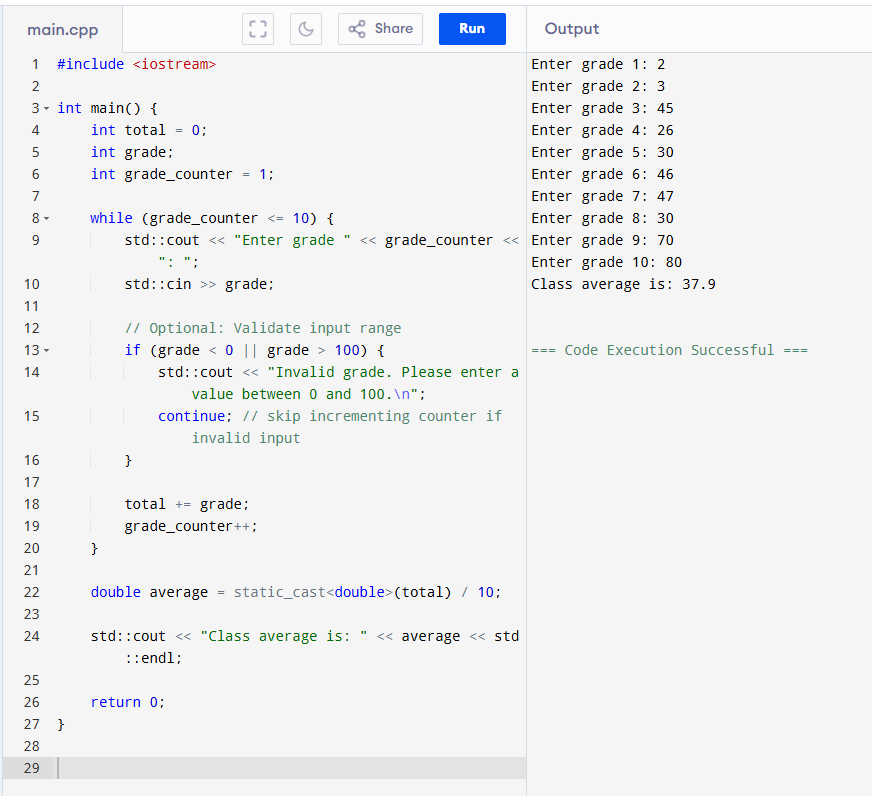 main.cpp
Share
Run
Output
1 #include <iostream>
2
3 int main() {
4     int total = 0;
5     int grade;
6     int grade_counter = 1;
7
8     while (grade_counter <= 10) {
9         std::cout << "Enter grade " << grade_counter <<
": ";
10         std::cin >> grade;
11
12         // Optional: Validate input range
13         if (grade < 0 || grade > 100) {
14             std::cout << "Invalid grade. Please enter a
value between 0 and 100.\n";
15             continue; // skip incrementing counter if
invalid input
16         }
17
18         total += grade;
19         grade_counter++;
20     }
21
22     double average = static_cast<double>(total) / 10;
23
24     std::cout << "Class average is: " << average << std
::endl;
25
26     return 0;
27 }
28
29
Enter grade 1: 2
Enter grade 2: 3
Enter grade 3: 45
Enter grade 4: 26
Enter grade 5: 30
Enter grade 6: 46
Enter grade 7: 47
Enter grade 8: 30
Enter grade 9: 70
Enter grade 10: 80
Class average is: 37.9
=== Code Execution Successful ===